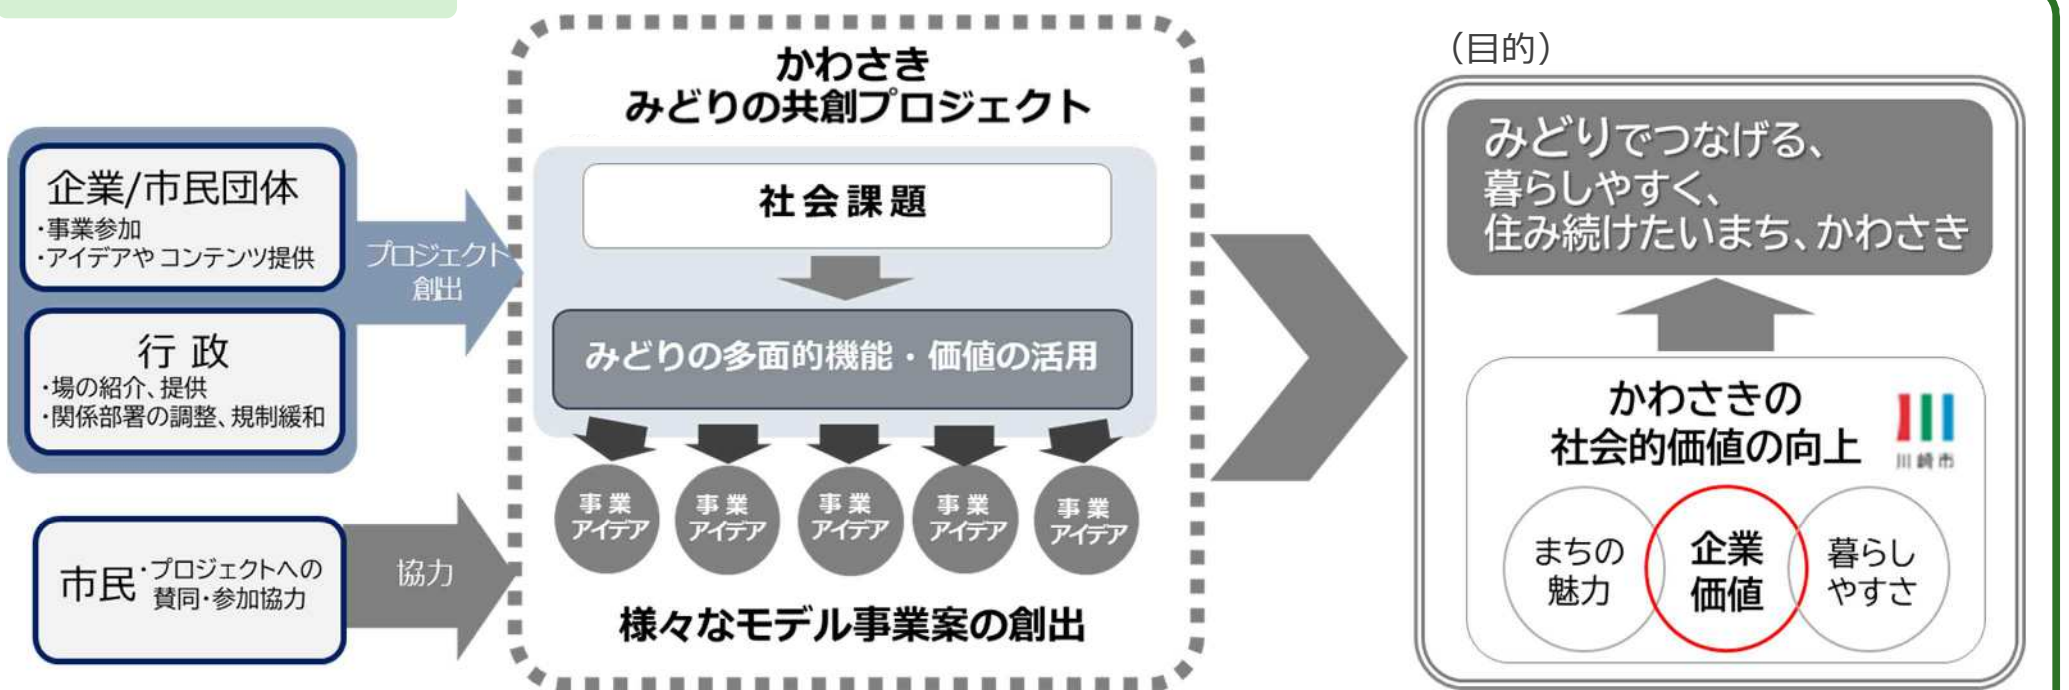 企業/市民団体
・事業参加
・アイデアや コンテンツ提供
行 政
・場の紹介、提供
・関係部署の調整、規制緩和
プロジェクト
創出
市民
・プロジェクトへの
賛同・参加協力
協力
かわさき
みどりの共創プロジェクト
社会課題
みどりの多面的機能・価値の活用
事業
アイデア
事業
アイデア
事業
アイデア
事業
アイデア
事業
アイデア
様々なモデル事業案の創出
（目的）
みどりでつなげる、
暮らしやすく、
住み続けたいまち、かわさき
かわさきの
社会的価値の向上
川崎市
まちの
魅力
企業
価値
暮らし
やすさ